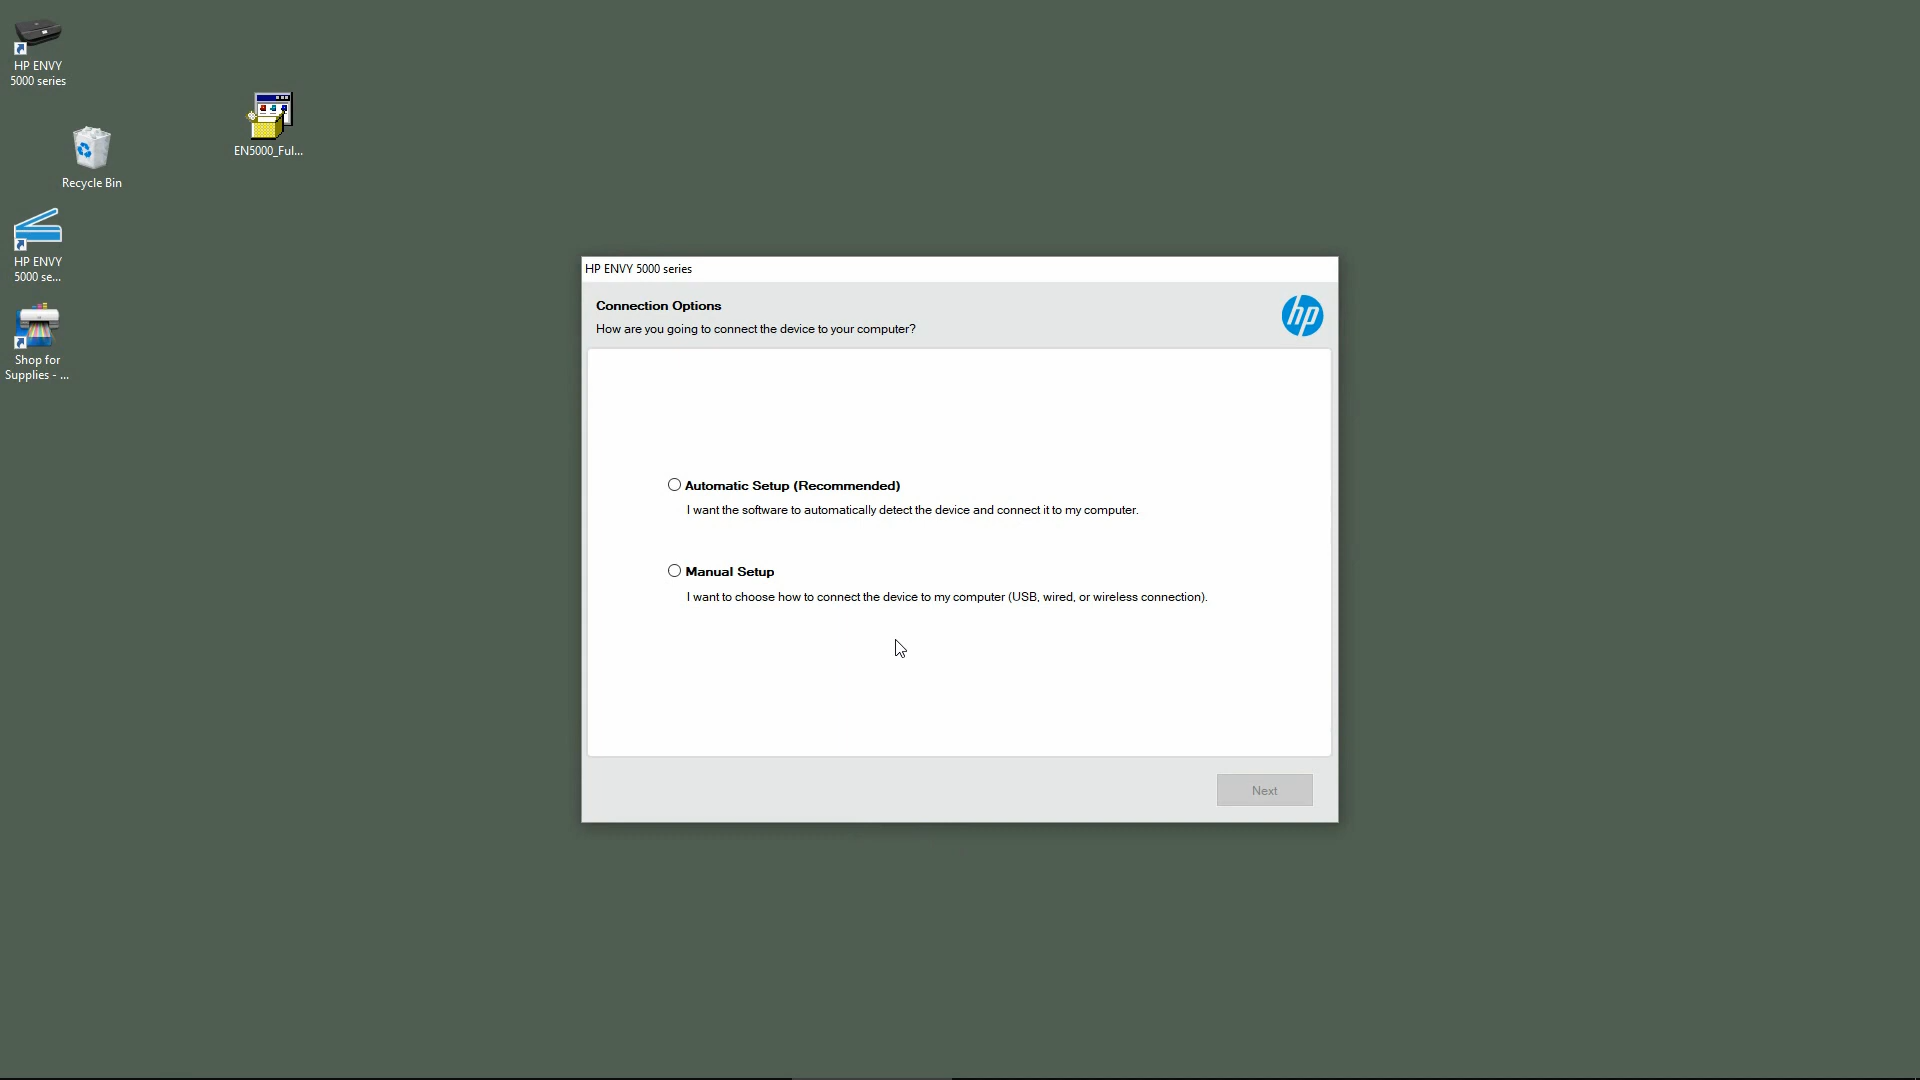 HP ENVY
5000 series
EN5000_Ful...
Recycle Bin
HP ENVY
5000 se...
Shop for
Supplies - ...
HP ENVY 5000 series
Connection Options
How are you going to connect the device to your computer?
hp
Automatic Setup (Recommended)
I want the software to automatically detect the device and connect it to my computer.
Manual Setup
I want to choose how to connect the device to my computer (USB, wired, or wireless connection).
Next